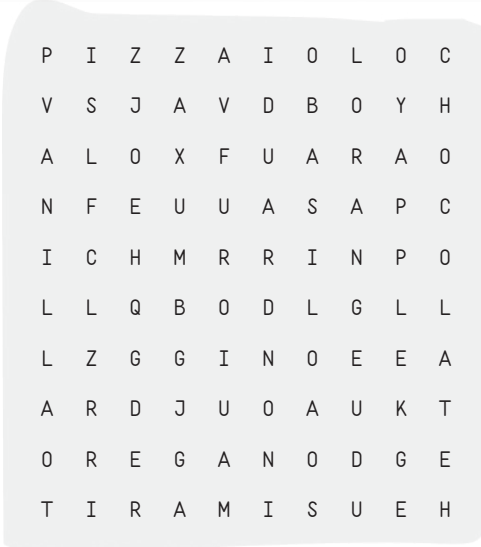 P I Z Z A I O L O C
V S J A V D B O Y H
A L O X F U A R A O
N F E U U A S A P C
I C H M R R I N P O
L L Q B O D L G L L
L Z G G I N O E E A
A R D J U O A U K T
O R E G A N O D G E
T I R A M I S U E H